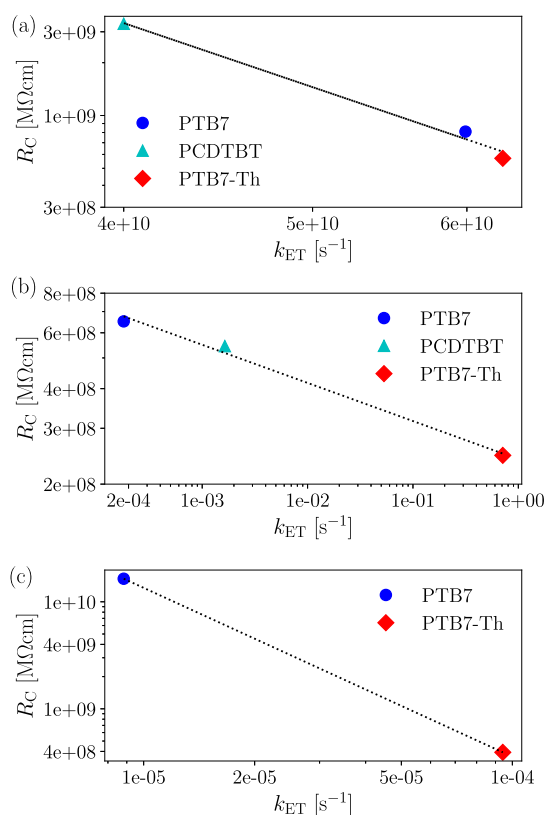 (a)
3e+09
1e+09
3e+08
R_C [MΩcm]
PTB7
PCDTBT
PTB7-Th
4e+10 5e+10 6e+10
k_ET [s⁻¹]
(b)
8e+08
6e+08
4e+08
3e+08
2e+08
R_C [MΩcm]
PTB7
PCDTBT
PTB7-Th
2e-04 1e-03 1e-02 1e-01 1e+00
k_ET [s⁻¹]
(c)
1e+10
4e+09
1e+09
4e+08
R_C [MΩcm]
PTB7
PTB7-Th
1e-05 2e-05 5e-05 1e-04
k_ET [s⁻¹]